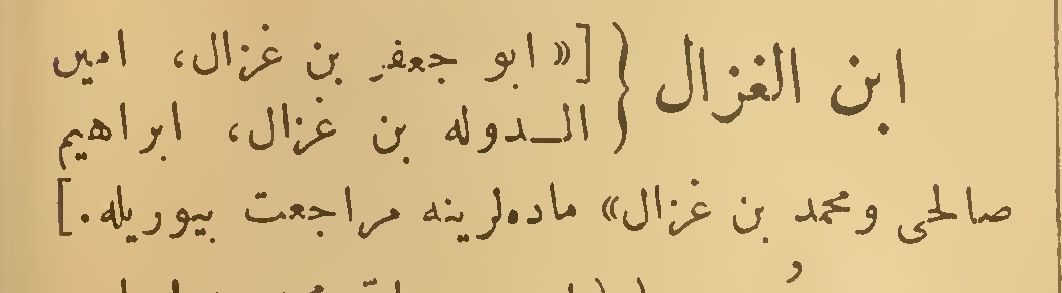 ابن الغزال { [« ابو جعفر بن غزال، امين
الـدوله بن غزال، ابراهيم
صالحى ومحمد بن غزال» ماده‌لرينه مراجعت بيوريله.]